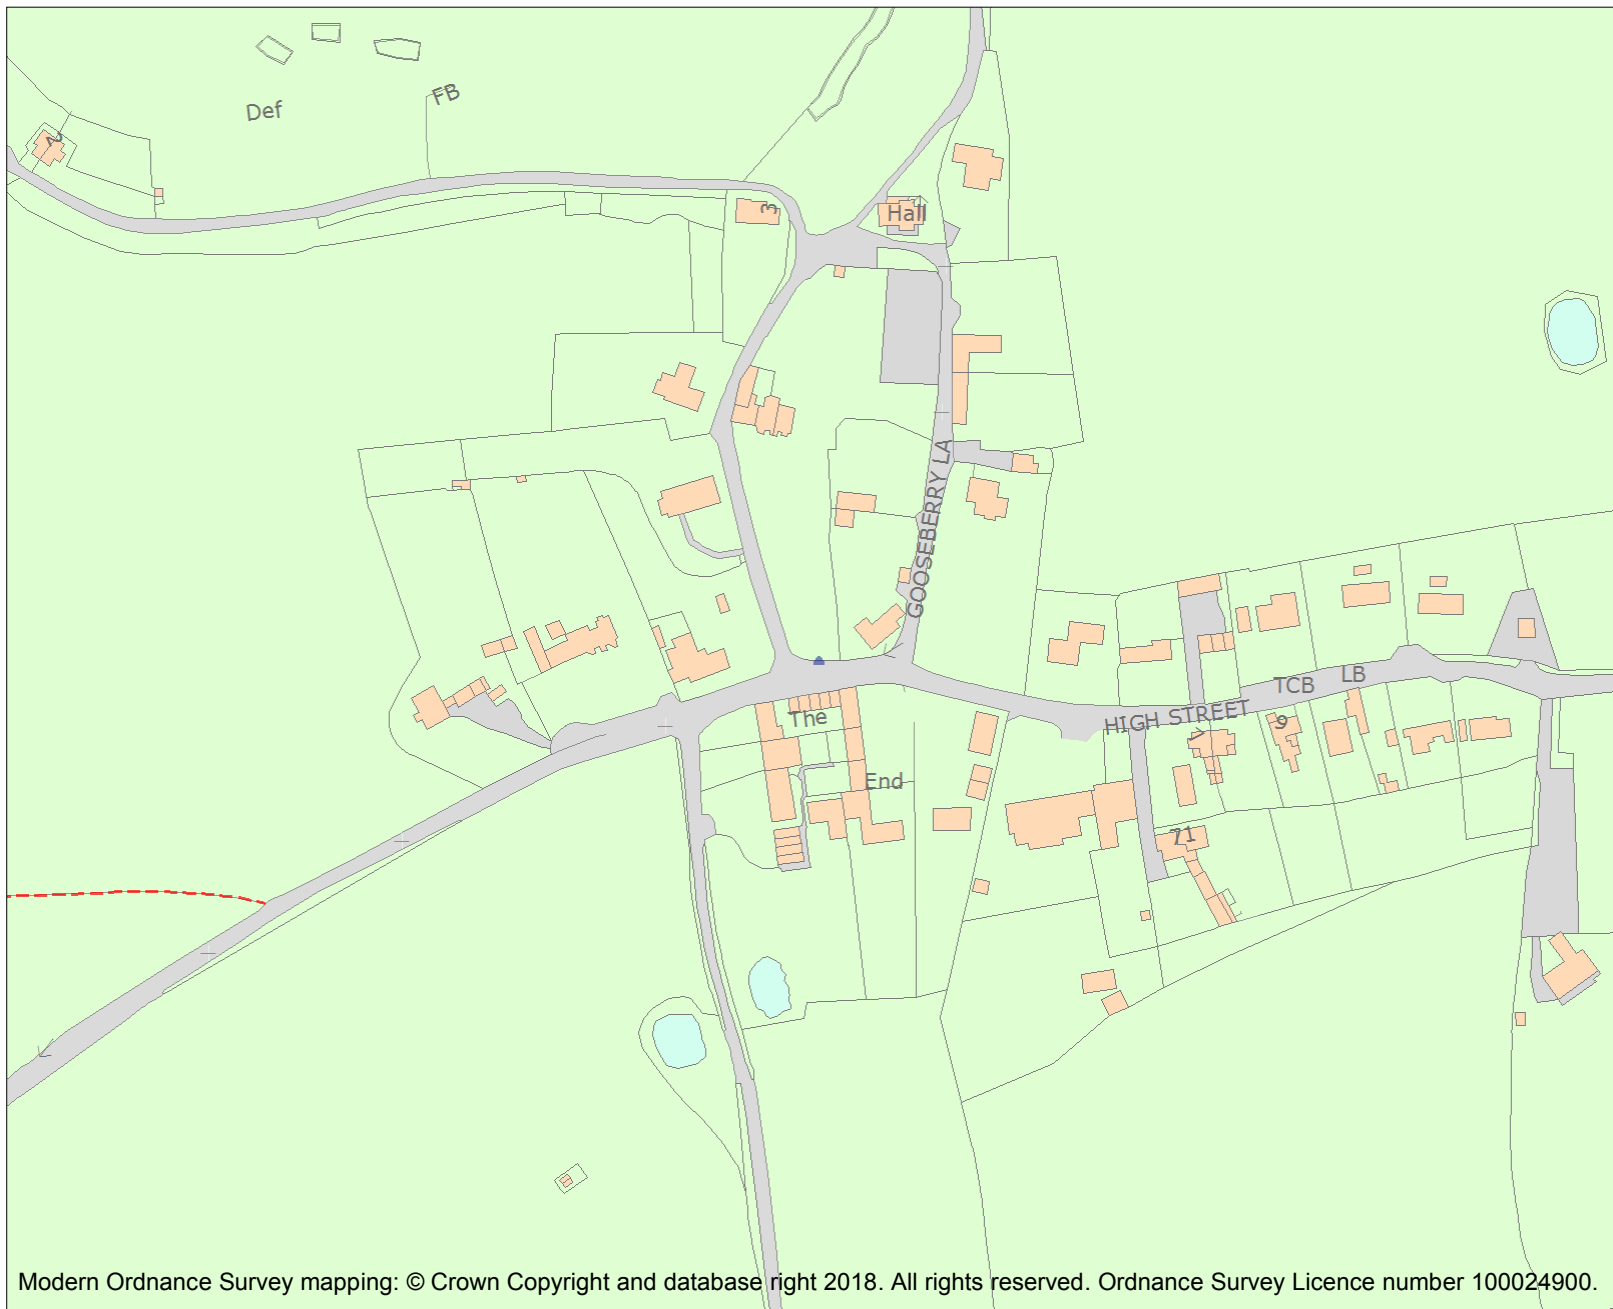 FB
Def
2
3
Hall
GOOSEBERRY LA
LB
TCB
HIGH STREET
The
9
7
End
71
Modern Ordnance Survey mapping: © Crown Copyright and database right 2018. All rights reserved. Ordnance Survey Licence number 100024900.